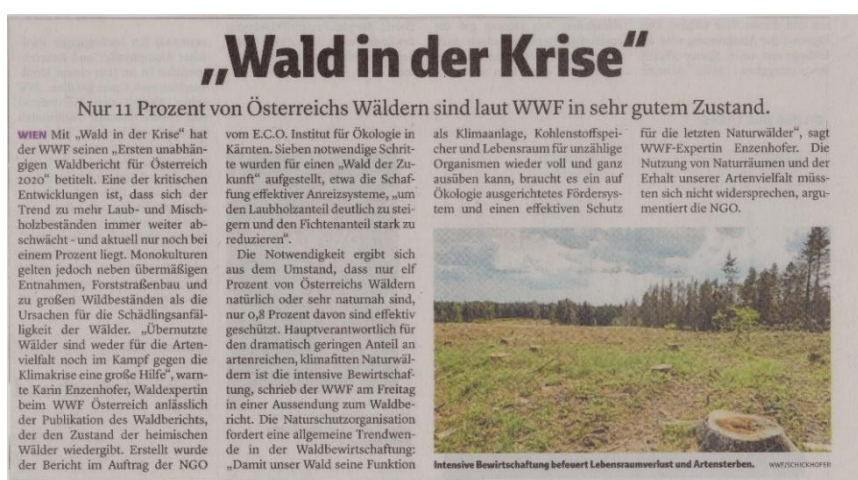 „Wald in der Krise“
Nur 11 Prozent von Österreichs Wäldern sind laut WWF in sehr gutem Zustand.
WIEN Mit „Wald in der Krise“ hat
der WWF seinen „Ersten unabhän-
gigen Waldbericht für Österreich
2020“ betitelt. Eine der kritischen
Entwicklungen ist, dass sich der
Trend zu mehr Laub- und Misch-
holzbeständen immer weiter ab-
schwächt - und aktuell nur noch bei
einem Prozent liegt. Monokulturen
gelten jedoch neben übermäßigen
Entnahmen, Forststraßenbau und
zu großen Wildbeständen als die
Ursachen für die Schädlingsanfäl-
ligkeit der Wälder. „Übernutzte
Wälder sind weder für die Arten-
vielfalt noch im Kampf gegen die
Klimakrise eine große Hilfe“, warn-
te Karin Enzenhofer, Waldexpertin
beim WWF Österreich anlässlich
der Publikation des Waldberichts,
der den Zustand der heimischen
Wälder wiedergibt. Erstellt wurde
der Bericht im Auftrag der NGO
vom E.C.O. Institut für Ökologie in
Kärnten. Sieben notwendige Schrit-
te wurden für einen „Wald der Zu-
kunft“ aufgestellt, etwa die Schaf-
fung effektiver Anreizsysteme, „um
den Laubholzanteil deutlich zu stei-
gern und den Fichtenanteil stark zu
reduzieren“.
Die Notwendigkeit ergibt sich
aus dem Umstand, dass nur elf
Prozent von Österreichs Wäldern
natürlich oder sehr naturnah sind,
nur 0,8 Prozent davon sind effektiv
geschützt. Hauptverantwortlich für
den dramatisch geringen Anteil an
artenreichen, klimafitten Naturwäl-
dern ist die intensive Bewirtschaf-
tung, schrieb der WWF am Freitag
in einer Aussendung zum Waldbe-
richt. Die Naturschutzorganisation
fordert eine allgemeine Trendwen-
de in der Waldbewirtschaftung:
„Damit unser Wald seine Funktion
als Klimaanlage, Kohlenstoffspei-
cher und Lebensraum für unzählige
Organismen wieder voll und ganz
ausüben kann, braucht es ein auf
Ökologie ausgerichtetes Fördersys-
tem und einen effektiven Schutz
für die letzten Naturwälder“, sagt
WWF-Expertin Enzenhofer. Die
Nutzung von Naturräumen und der
Erhalt unserer Artenvielfalt müss-
ten sich nicht widersprechen, argu-
mentiert die NGO.
Intensive Bewirtschaftung befeuert Lebensraumverlust und Artensterben. WWF/SCHICKHOFER